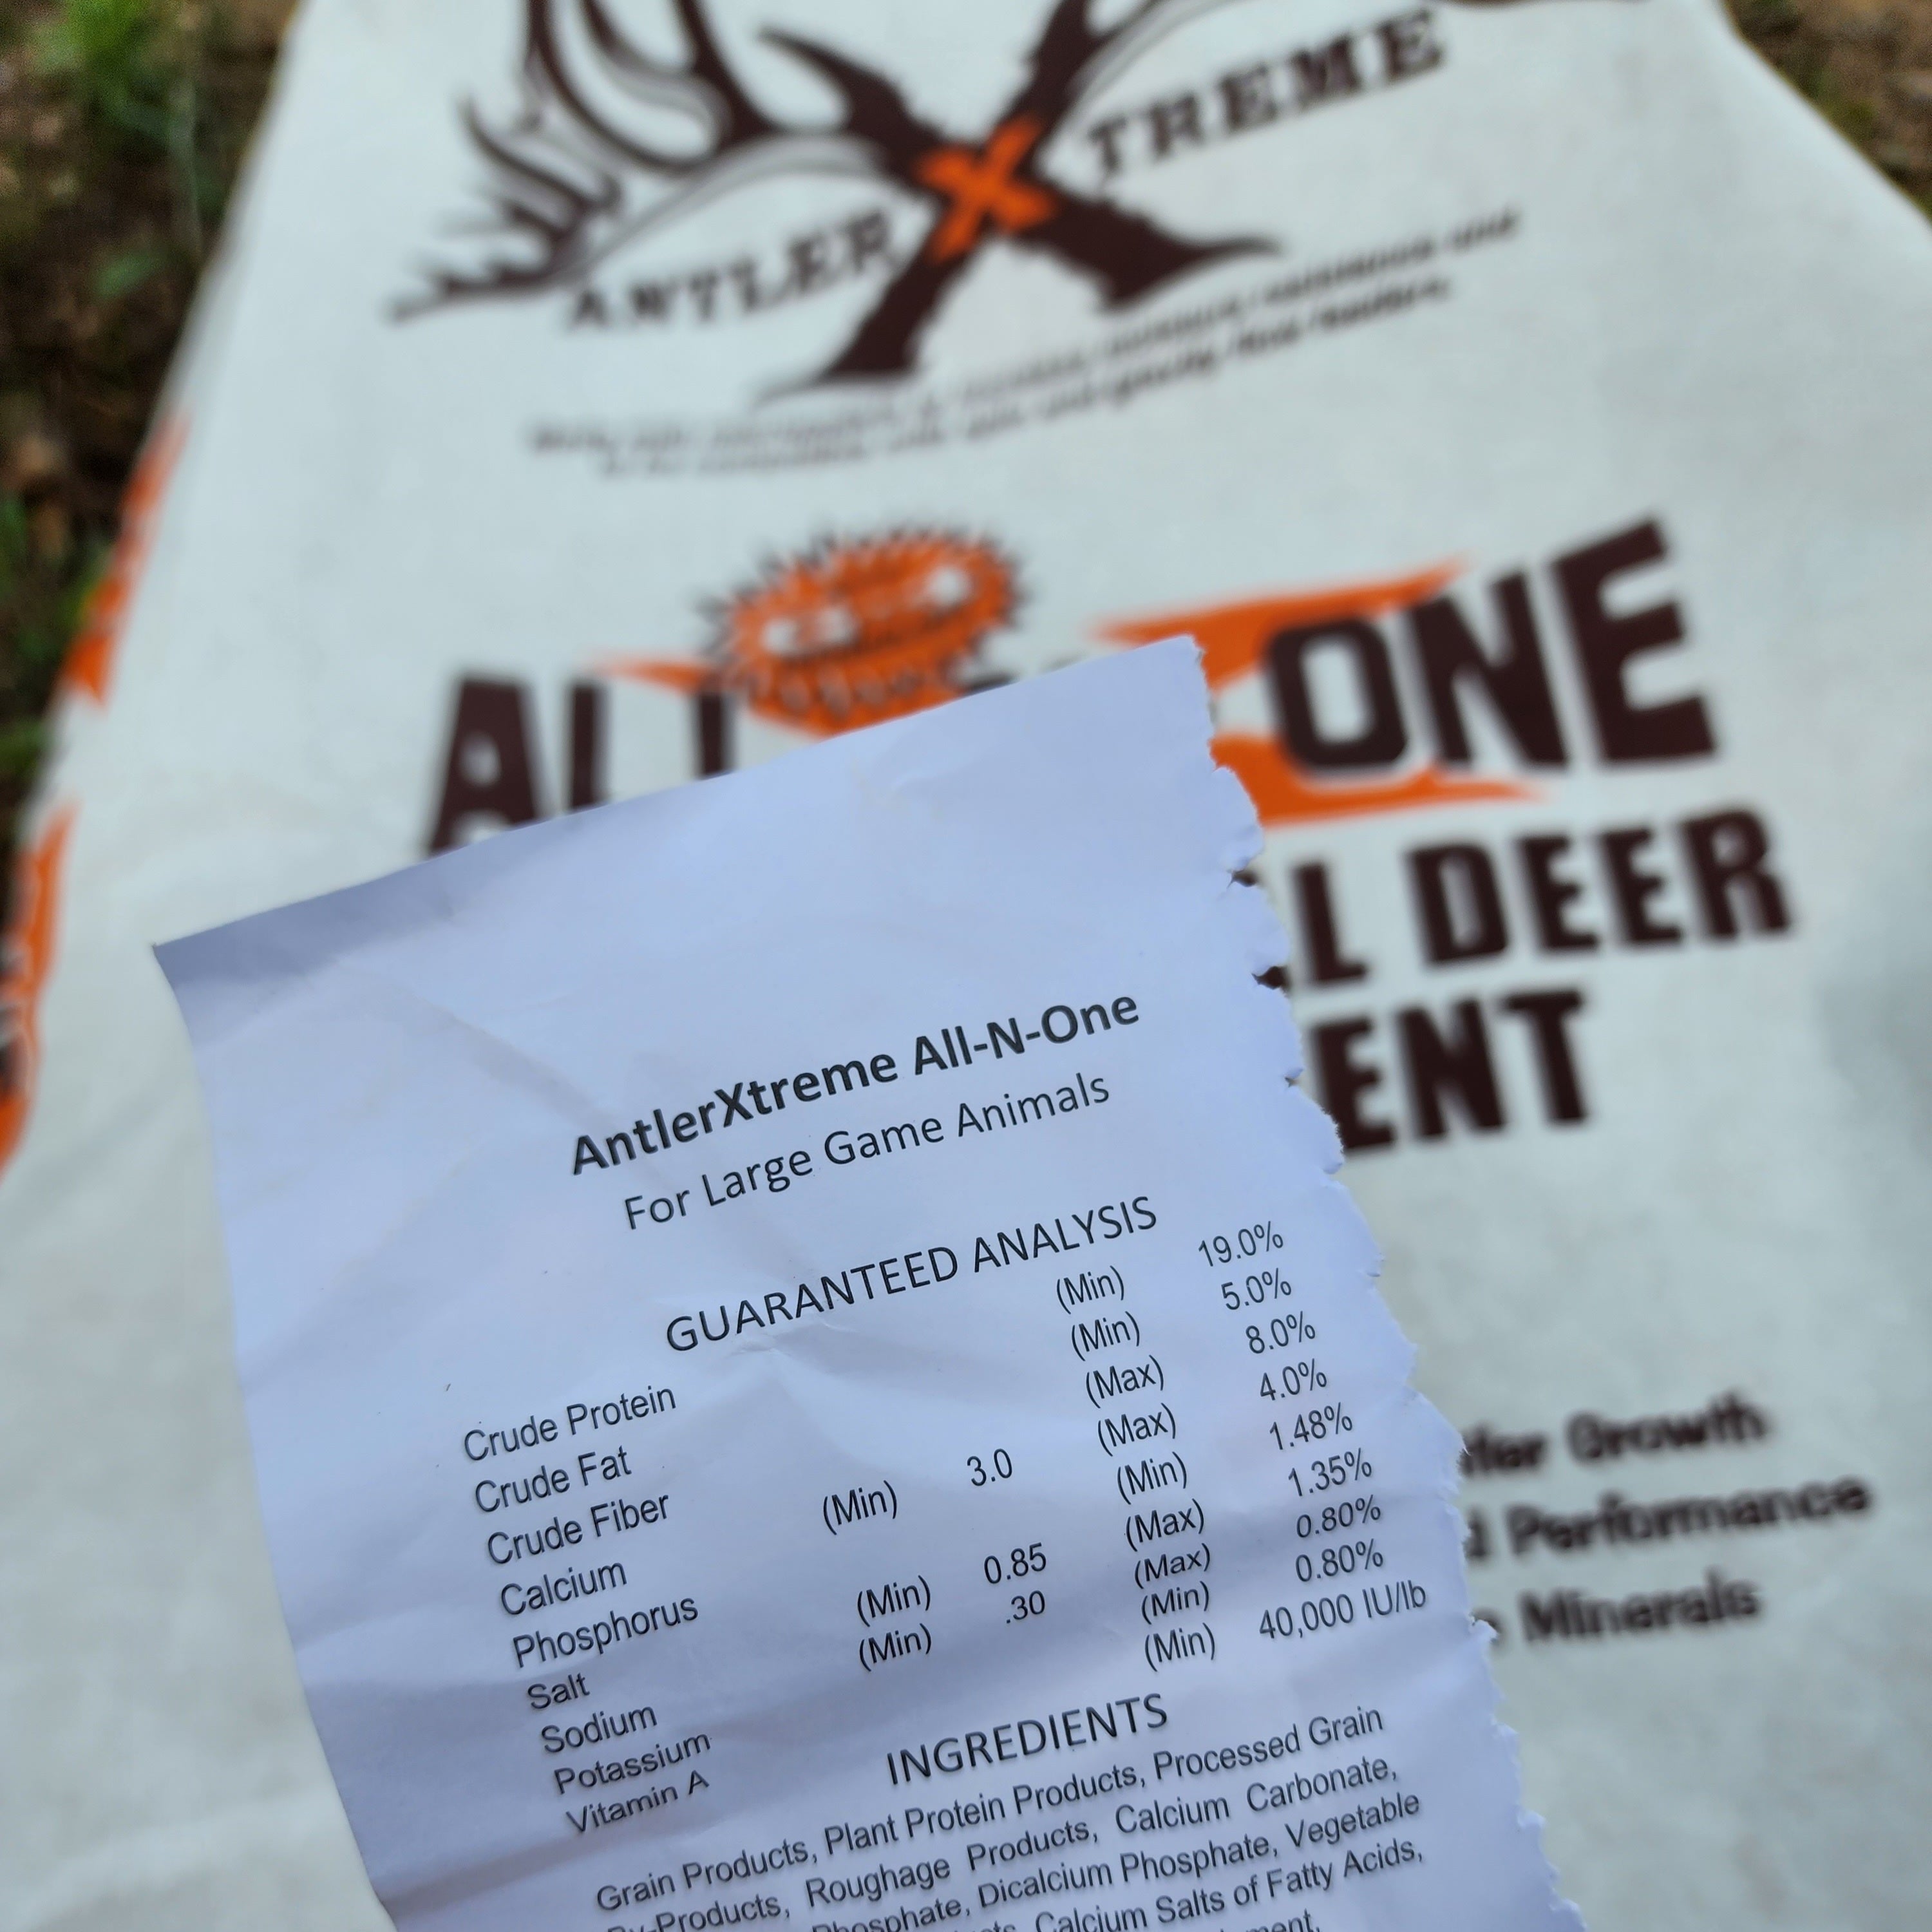 ANTLER X TREME
ALL ONE
L DEER
ENT
Growth
Performance
Minerals
AntlerXtreme All-N-One
For Large Game Animals
GUARANTEED ANALYSIS
Crude Protein (Min) 19.0%
Crude Fat (Min) 5.0%
Crude Fiber (Max) 8.0%
Calcium (Min) 3.0 (Max) 4.0%
Phosphorus (Min) 1.48%
Salt (Min) 0.85 (Max) 1.35%
Sodium (Min) .30 (Max) 0.80%
Potassium (Min) 0.80%
Vitamin A (Min) 40,000 IU/lb
INGREDIENTS
Grain Products, Plant Protein Products, Processed Grain
By-Products, Roughage Products, Calcium Carbonate,
Phosphate, Dicalcium Phosphate, Vegetable
Calcium Salts of Fatty Acids,